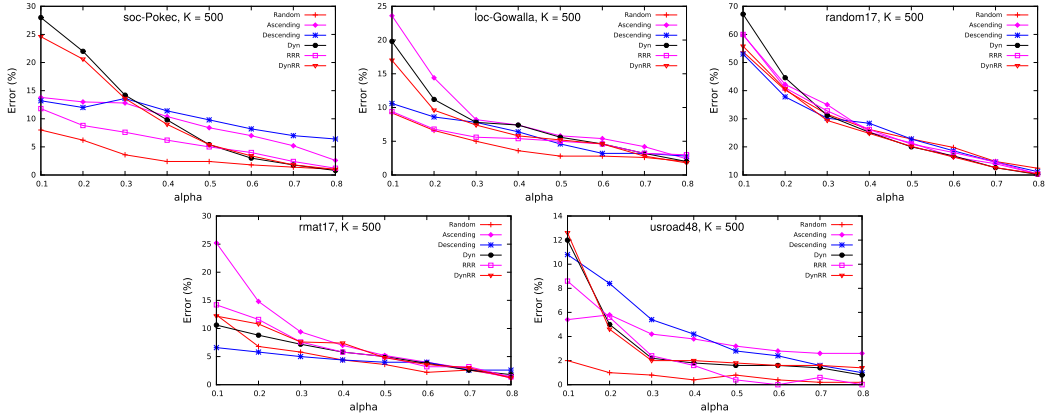 soc-Pokec, K = 500
Error (%)
30
25
20
15
10
5
0
Random
Ascending
Descending
Dyn
RRR
DynRR
0.1 0.2 0.3 0.4 0.5 0.6 0.7 0.8
alpha
loc-Gowalla, K = 500
Error (%)
25
20
15
10
5
0
Random
Ascending
Descending
Dyn
RRR
DynRR
0.1 0.2 0.3 0.4 0.5 0.6 0.7 0.8
alpha
random17, K = 500
Error (%)
70
60
50
40
30
20
10
Random
Ascending
Descending
Dyn
RRR
DynRR
0.1 0.2 0.3 0.4 0.5 0.6 0.7 0.8
alpha
rmat17, K = 500
Error (%)
30
25
20
15
10
5
0
Random
Ascending
Descending
Dyn
RRR
DynRR
0.1 0.2 0.3 0.4 0.5 0.6 0.7 0.8
alpha
usroad48, K = 500
Error (%)
14
12
10
8
6
4
2
0
Random
Ascending
Descending
Dyn
RRR
DynRR
0.1 0.2 0.3 0.4 0.5 0.6 0.7 0.8
alpha